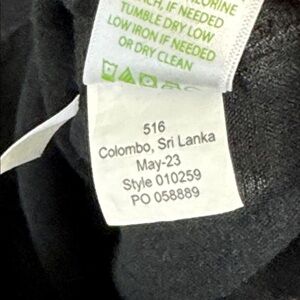 CHLORINE
IF NEEDED
TUMBLE DRY LOW
LOW IRON IF NEEDED
OR DRY CLEAN
516
Colombo, Sri Lanka
May-23
Style 010259
PO 058889